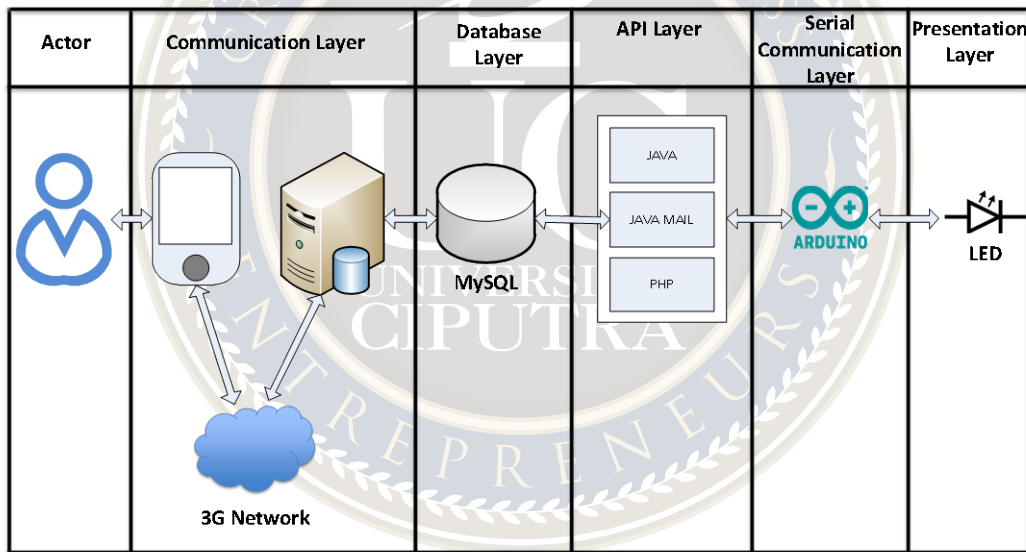 Actor
Communication Layer
Database
Layer
API Layer
Serial
Communication
Layer
Presentation
Layer
JAVA
JAVA MAIL
PHP
MySQL
ARDUINO
LED
3G Network
UNIVERSI
CIPUTRA
ENTREPRENEURS